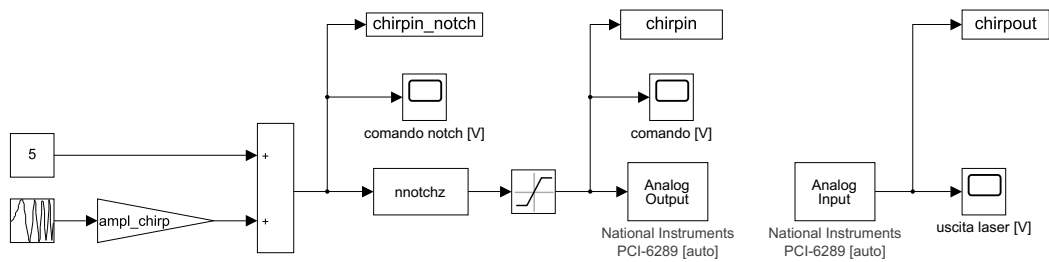 chirpin_notch
chirpin
chirpout
comando notch [V]
comando [V]
5
+
nnotchz
Analog
Output
Analog
Input
ampl_chirp
+
uscita laser [V]
National Instruments
PCI-6289 [auto]
National Instruments
PCI-6289 [auto]